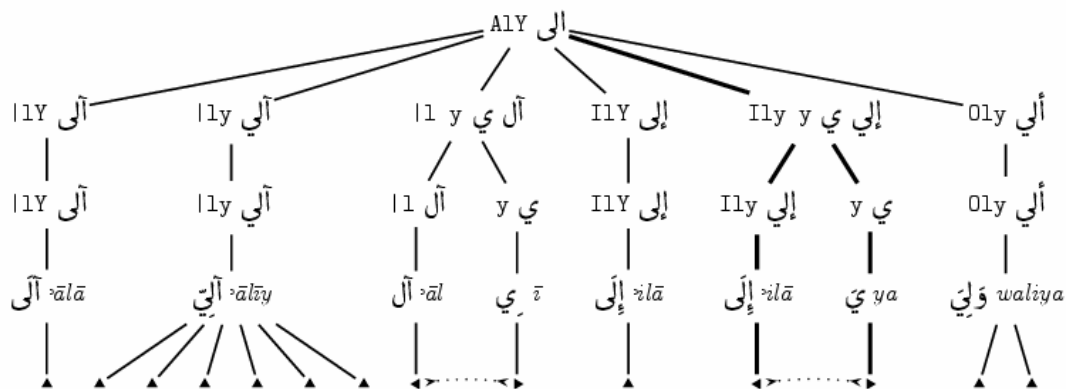 AlY الى
|lY آلى |ly آلي |l y آل ي IlY إلى Ily y إلي ي Oly ألي
|lY آلى |ly آلي |l آل y ي IlY إلى Ily إلي y ي Oly ألي
آلَى ʾālā آلِيّ ʾālīy آل ʾāl ـِي ī إِلَى ʾilā إِلَى ʾilā يَ ya وَلِيَ waliya